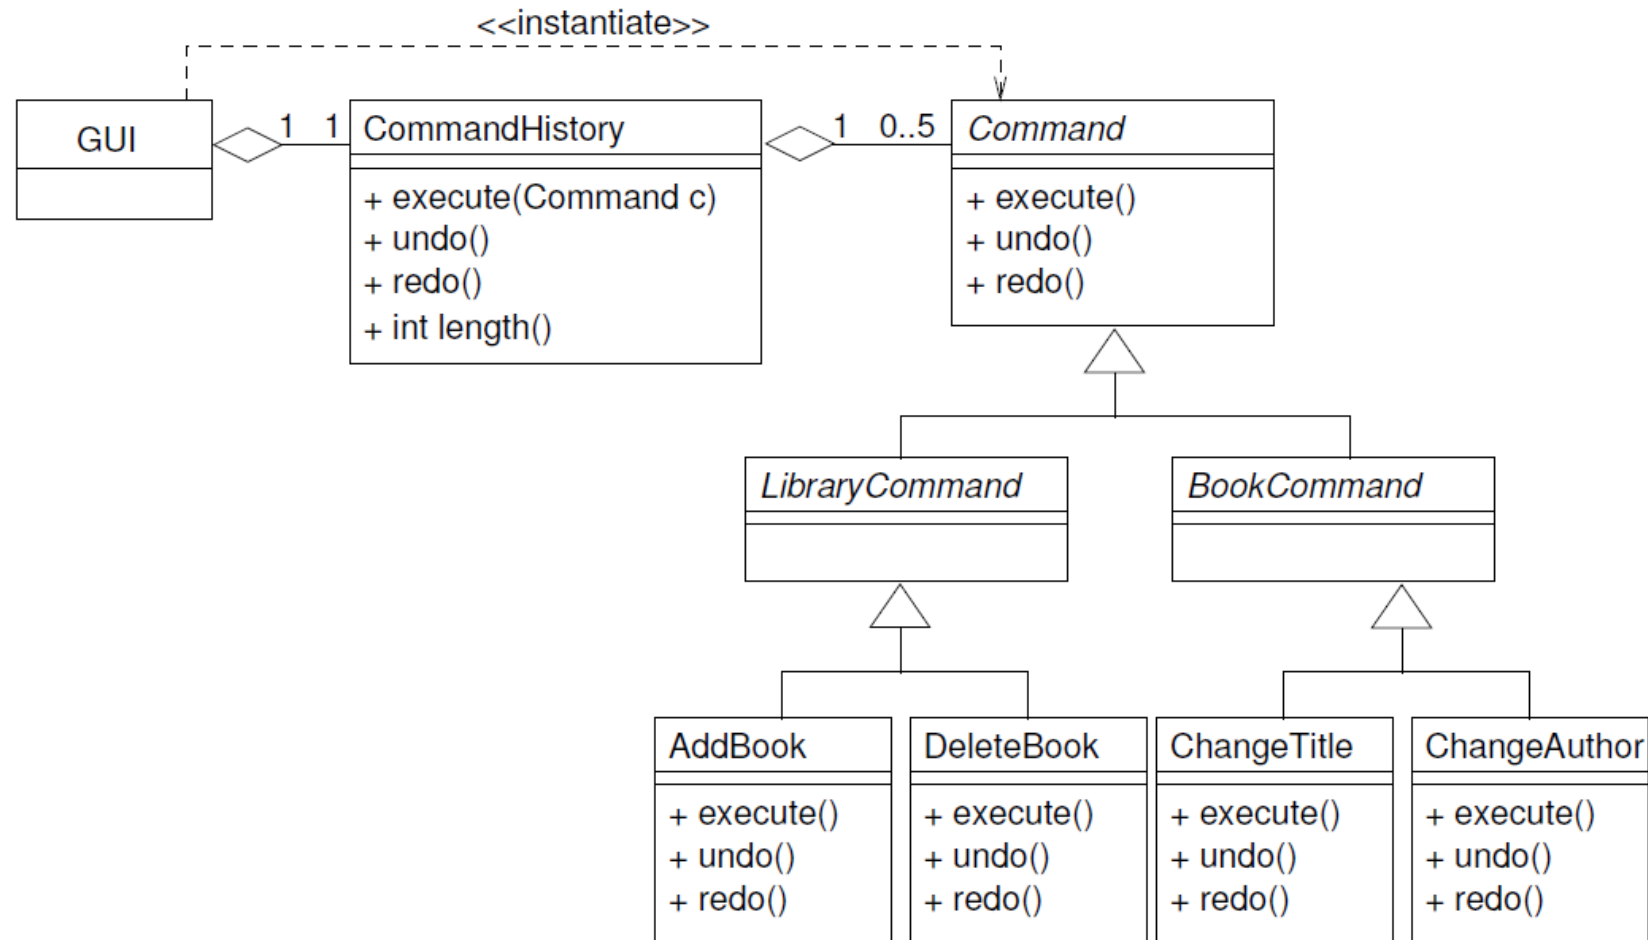 <<instantiate>>
GUI
1 1
CommandHistory
+ execute(Command c)
+ undo()
+ redo()
+ int length()
1 0..5
Command
+ execute()
+ undo()
+ redo()
LibraryCommand
BookCommand
AddBook
+ execute()
+ undo()
+ redo()
DeleteBook
+ execute()
+ undo()
+ redo()
ChangeTitle
+ execute()
+ undo()
+ redo()
ChangeAuthor
+ execute()
+ undo()
+ redo()